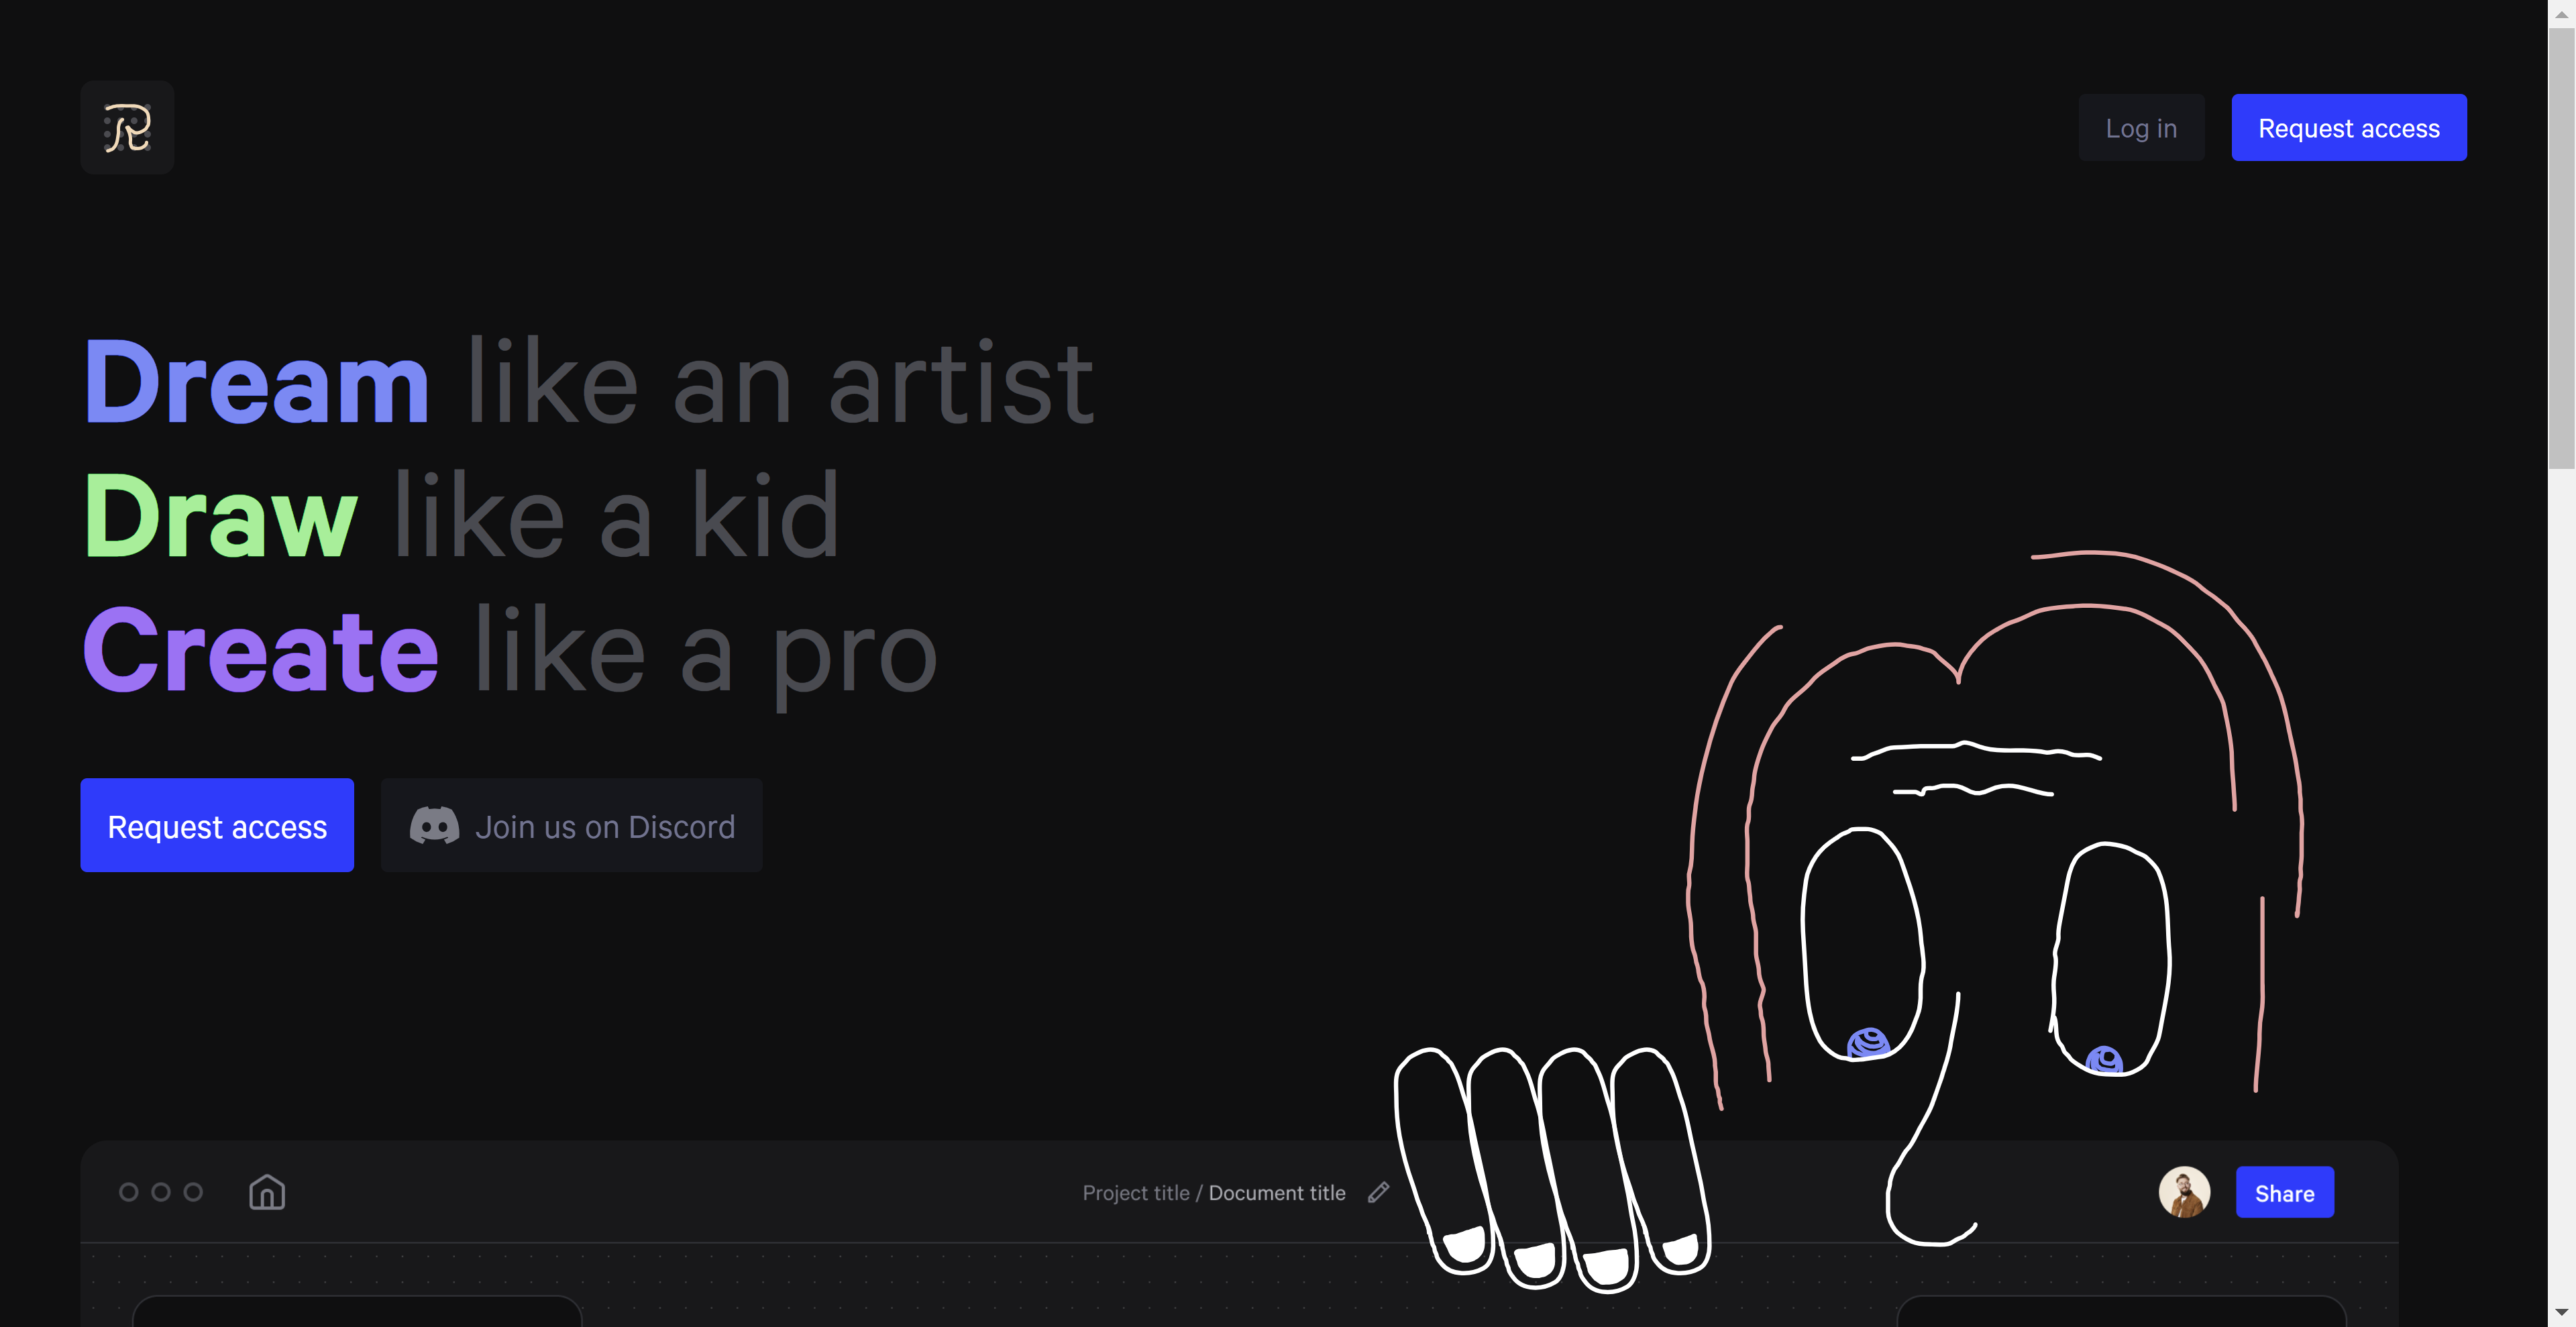 Log in
Request access
Dream like an artist
Draw like a kid
Create like a pro
Request access
Join us on Discord
Project title / Document title
Share